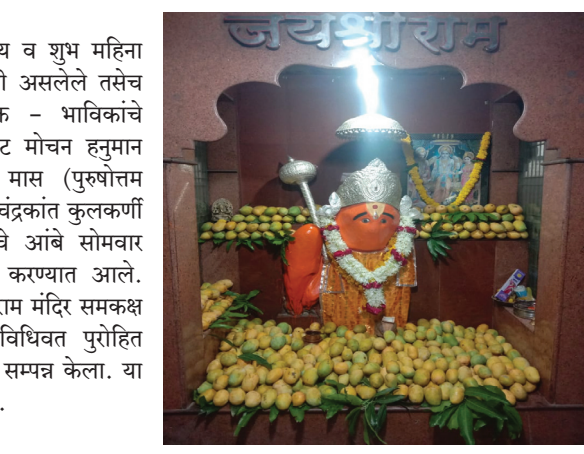 व शुभ महिना
असलेले तसेच
– भाविकांचे
मोचन हनुमान
मास (पुरुषोत्तम
चंद्रकांत कुलकर्णी
आंबे सोमवार
करण्यात आले.
मंदिर समकक्ष
विधिवत पुरोहित
सम्पन्न केला. या
जयश्रीराम